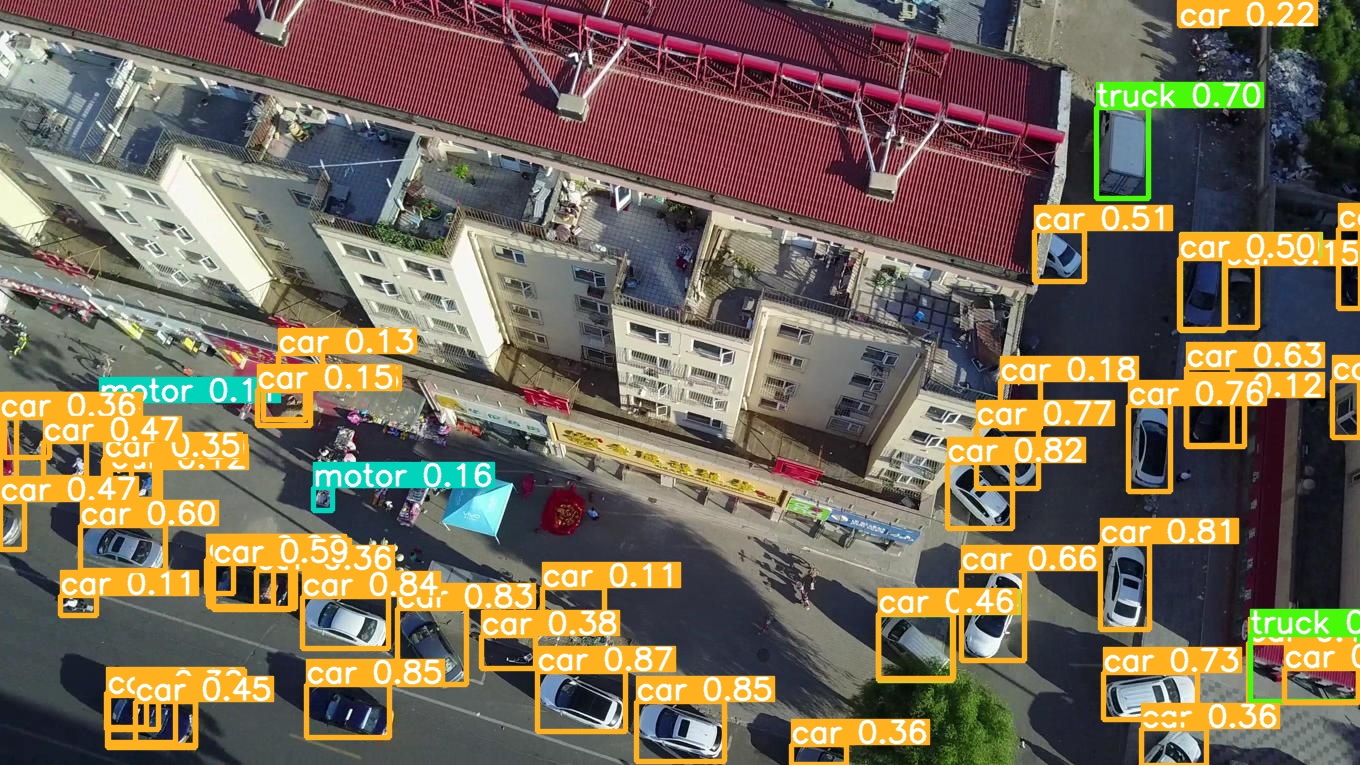 car 0.22
truck 0.70
car 0.51
car 0.50
car 0.13
car 0.15
car 0.18
car 0.63
0.12
car 0.76
car 0.36
car 0.77
car 0.47
car 0.35
car 0.82
motor 0.16
car 0.47
car 0.60
car 0.81
car 0.59
0.36
car 0.66
car 0.11
car 0.84
car 0.83
car 0.11
car 0.46
car 0.38
car 0.87
car 0.73
car 0.85
car 0.45
car 0.85
car 0.36
car 0.36
vivo